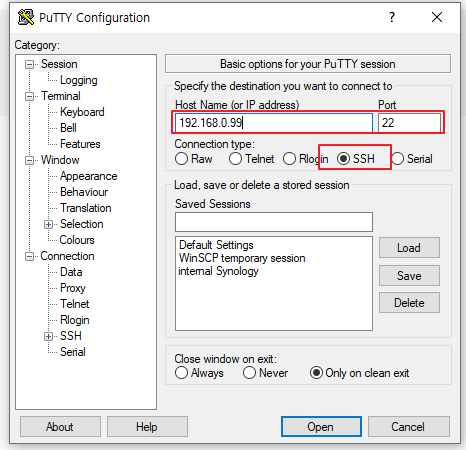 PuTTY Configuration
?
Category:
Session
Logging
Terminal
Keyboard
Bell
Features
Window
Appearance
Behaviour
Translation
Selection
Colours
Connection
Data
Proxy
Telnet
Rlogin
SSH
Serial
Basic options for your PuTTY session
Specify the destination you want to connect to
Host Name (or IP address) Port
192.168.0.99 22
Connection type:
Raw Telnet Rlogin SSH Serial
Load, save or delete a stored session
Saved Sessions
Default Settings
WinSCP temporary session
internal Synology
Load
Save
Delete
Close window on exit:
Always Never Only on clean exit
About Help Open Cancel